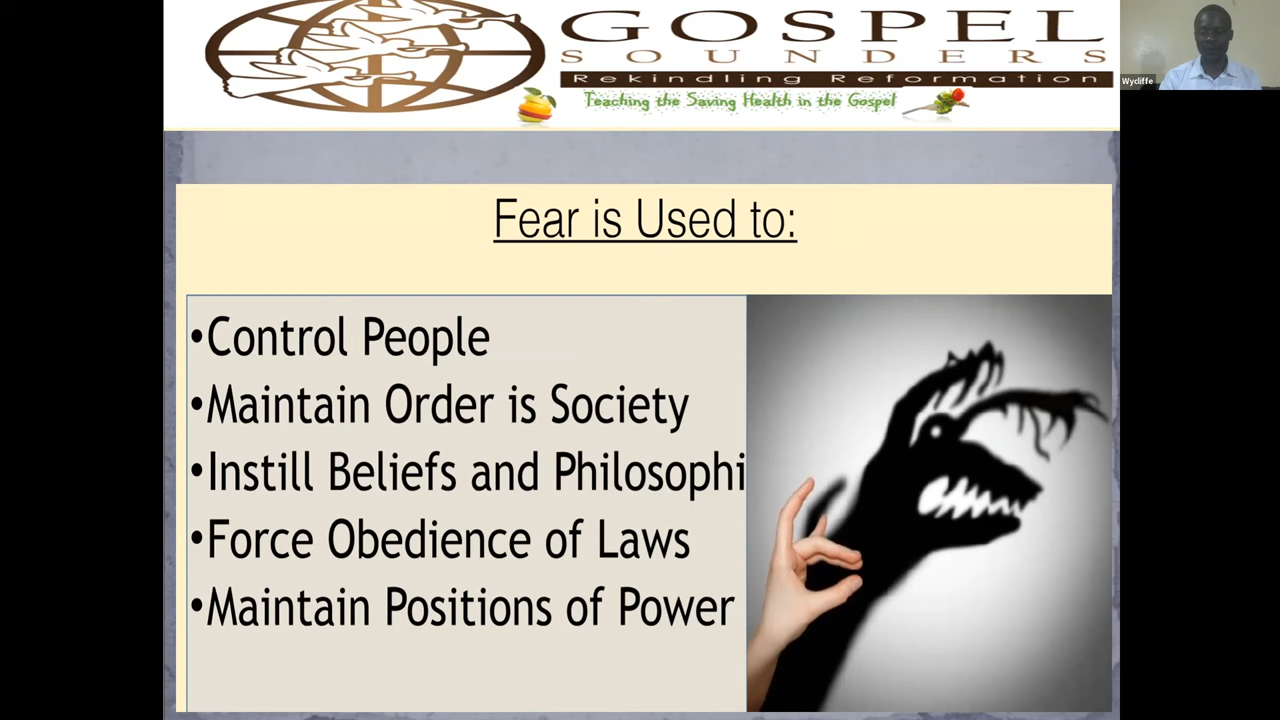 GOSPEL
SOUNDERS
Rekindling Reformation
Teaching the Saving Health in the Gospel
Wycliffe
Fear is Used to:
•Control People
•Maintain Order is Society
•Instill Beliefs and Philosophi
•Force Obedience of Laws
•Maintain Positions of Power